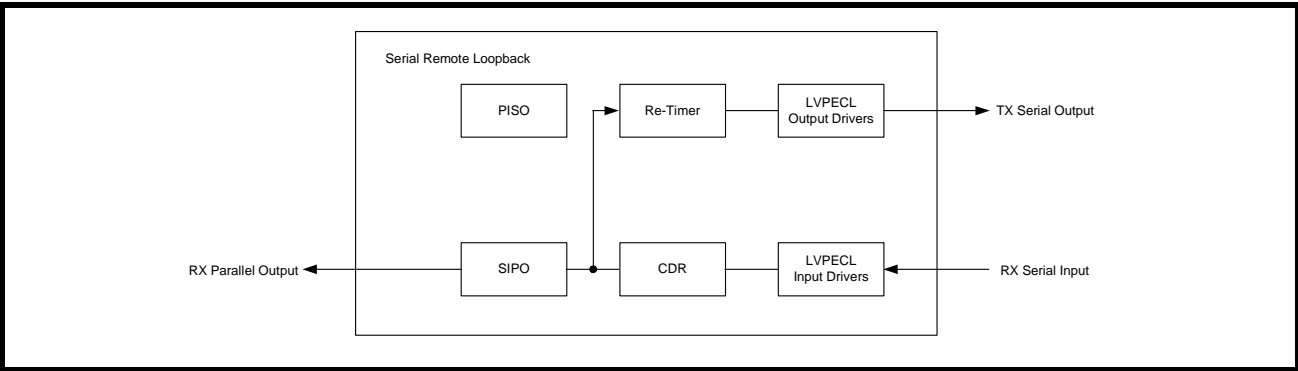 Serial Remote Loopback
PISO
Re-Timer
LVPECL
Output Drivers
TX Serial Output
RX Parallel Output
SIPO
CDR
LVPECL
Input Drivers
RX Serial Input